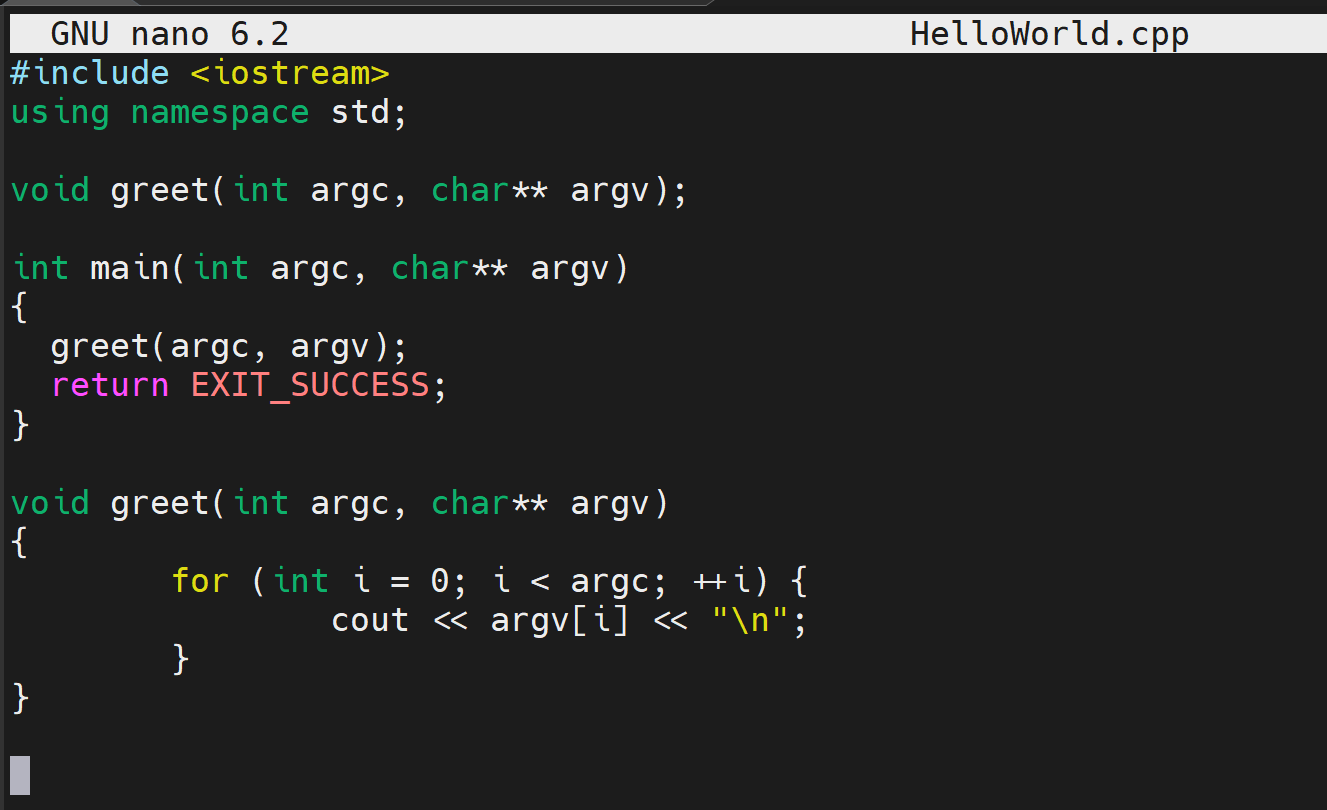 GNU nano 6.2 HelloWorld.cpp
#include <iostream>
using namespace std;
void greet(int argc, char** argv);
int main(int argc, char** argv)
{
greet(argc, argv);
return EXIT_SUCCESS;
}
void greet(int argc, char** argv)
{
for (int i = 0; i < argc; ++i) {
cout << argv[i] << "\n";
}
}